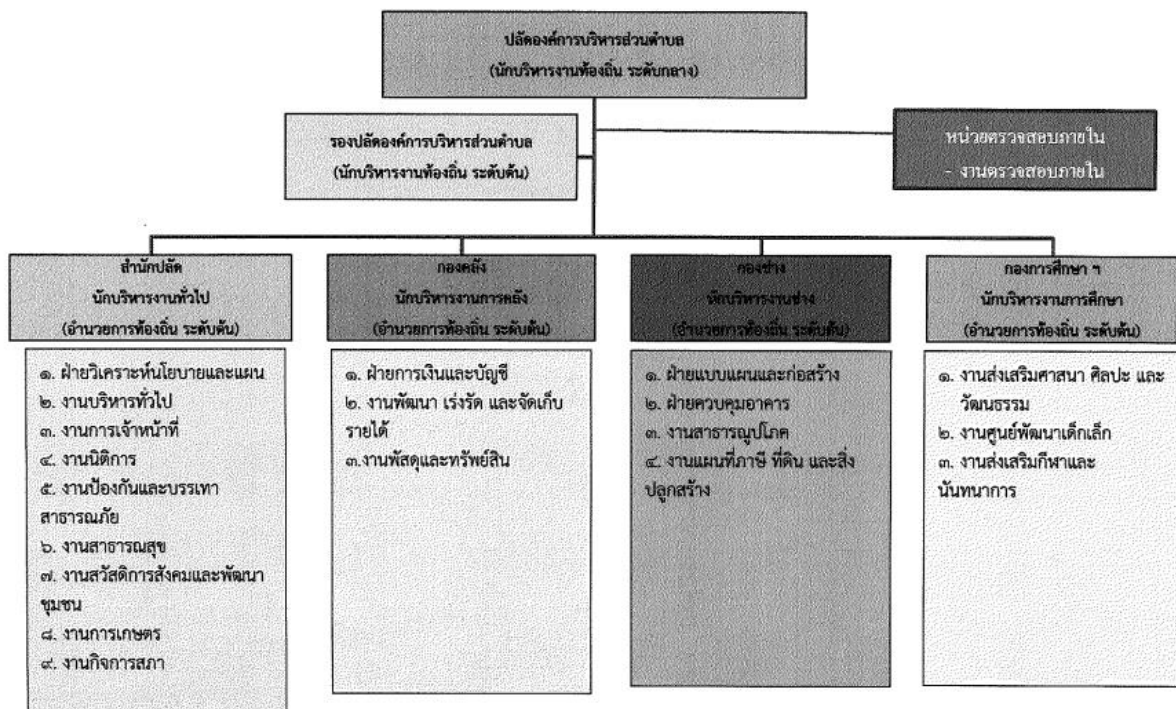 ปลัดองค์การบริหารส่วนตำบล
(นักบริหารงานท้องถิ่น ระดับกลาง)
รองปลัดองค์การบริหารส่วนตำบล
(นักบริหารงานท้องถิ่น ระดับต้น)
หน่วยตรวจสอบภายใน
- งานตรวจสอบภายใน
สำนักปลัด
นักบริหารงานทั่วไป
(อำนวยการท้องถิ่น ระดับต้น)
๑. ฝ่ายวิเคราะห์นโยบายและแผน
๒. งานบริหารทั่วไป
๓. งานการเจ้าหน้าที่
๔. งานนิติการ
๕. งานป้องกันและบรรเทา
สาธารณภัย
๖. งานสาธารณสุข
๗. งานสวัสดิการสังคมและพัฒนา
ชุมชน
๘. งานการเกษตร
๙. งานกิจการสภา
กองคลัง
นักบริหารงานการคลัง
(อำนวยการท้องถิ่น ระดับต้น)
๑. ฝ่ายการเงินและบัญชี
๒. งานพัฒนา เร่งรัด และจัดเก็บ
รายได้
๓.งานพัสดุและทรัพย์สิน
กองช่าง
นักบริหารงานช่าง
(อำนวยการท้องถิ่น ระดับต้น)
๑. ฝ่ายแบบแผนและก่อสร้าง
๒. ฝ่ายควบคุมอาคาร
๓. งานสาธารณูปโภค
๔. งานแผนที่ภาษี ที่ดิน และสิ่ง
ปลูกสร้าง
กองการศึกษา ฯ
นักบริหารงานการศึกษา
(อำนวยการท้องถิ่น ระดับต้น)
๑. งานส่งเสริมศาสนา ศิลปะ และ
วัฒนธรรม
๒. งานศูนย์พัฒนาเด็กเล็ก
๓. งานส่งเสริมกีฬาและ
นันทนาการ